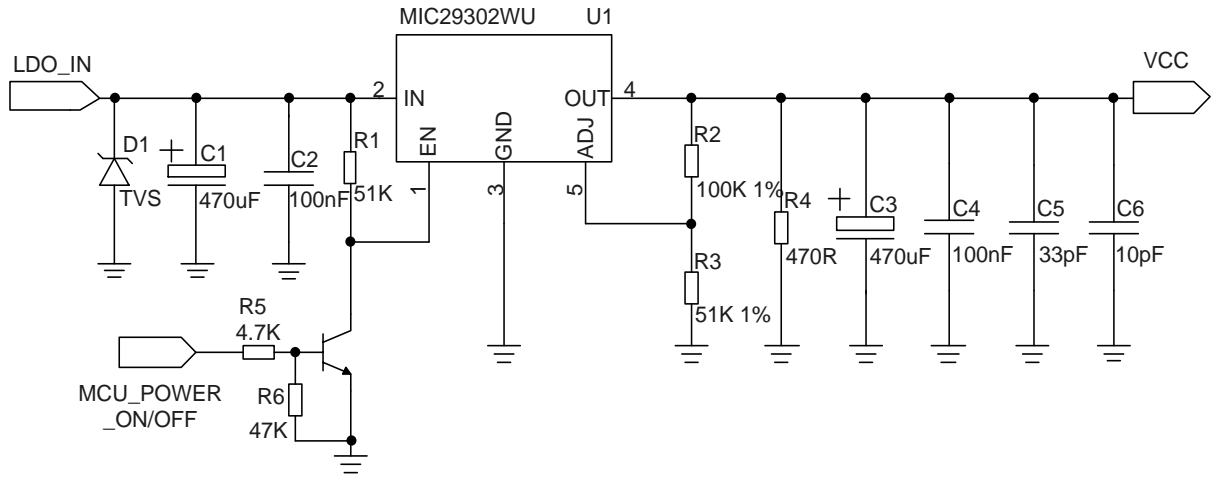 MIC29302WU U1
LDO_IN
VCC
2
IN
OUT
4
EN
GND
ADJ
1
3
5
D1
TVS
+
C1
470uF
C2
100nF
R1
51K
R2
100K 1%
R3
51K 1%
R4
470R
+
C3
470uF
C4
100nF
C5
33pF
C6
10pF
R5
4.7K
MCU_POWER
_ON/OFF
R6
47K